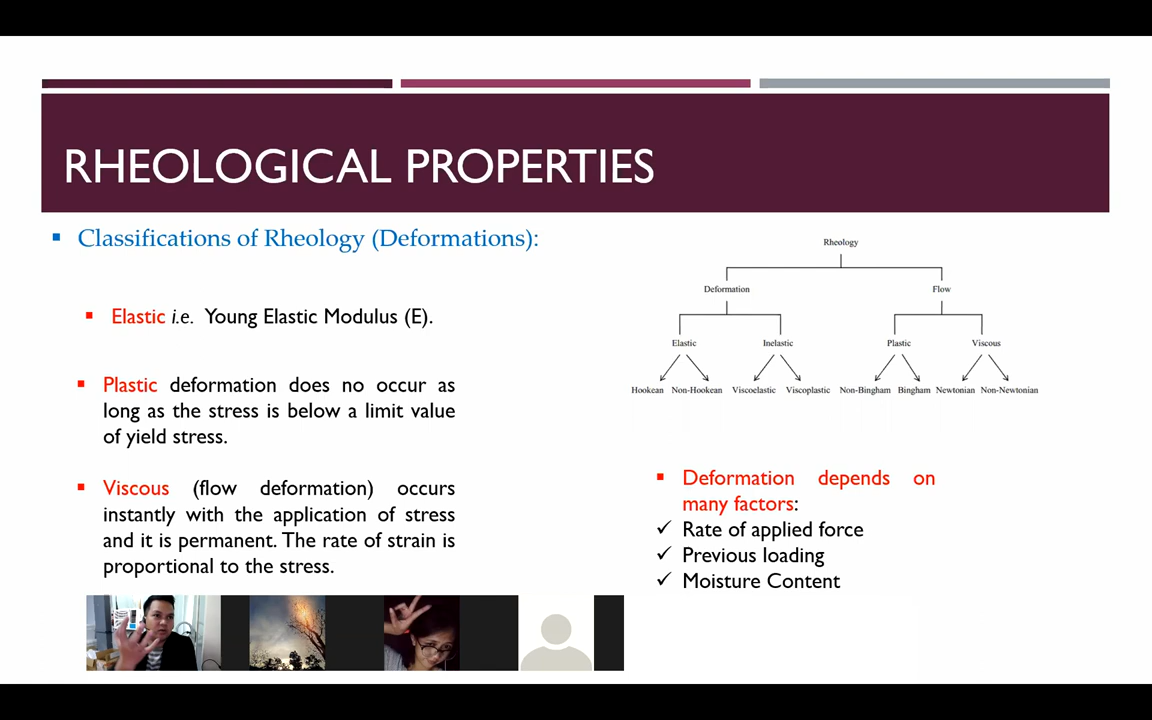 RHEOLOGICAL PROPERTIES
▪ Classifications of Rheology (Deformations):
▪ Elastic i.e. Young Elastic Modulus (E).
▪ Plastic deformation does no occur as
long as the stress is below a limit value
of yield stress.
▪ Viscous (flow deformation) occurs
instantly with the application of stress
and it is permanent. The rate of strain is
proportional to the stress.
Rheology
Deformation Flow
Elastic Inelastic Plastic Viscous
Hookean Non-Hookean Viscoelastic Viscoplastic Non-Bingham Bingham Newtonian Non-Newtonian
▪ Deformation depends on
many factors:
✓ Rate of applied force
✓ Previous loading
✓ Moisture Content